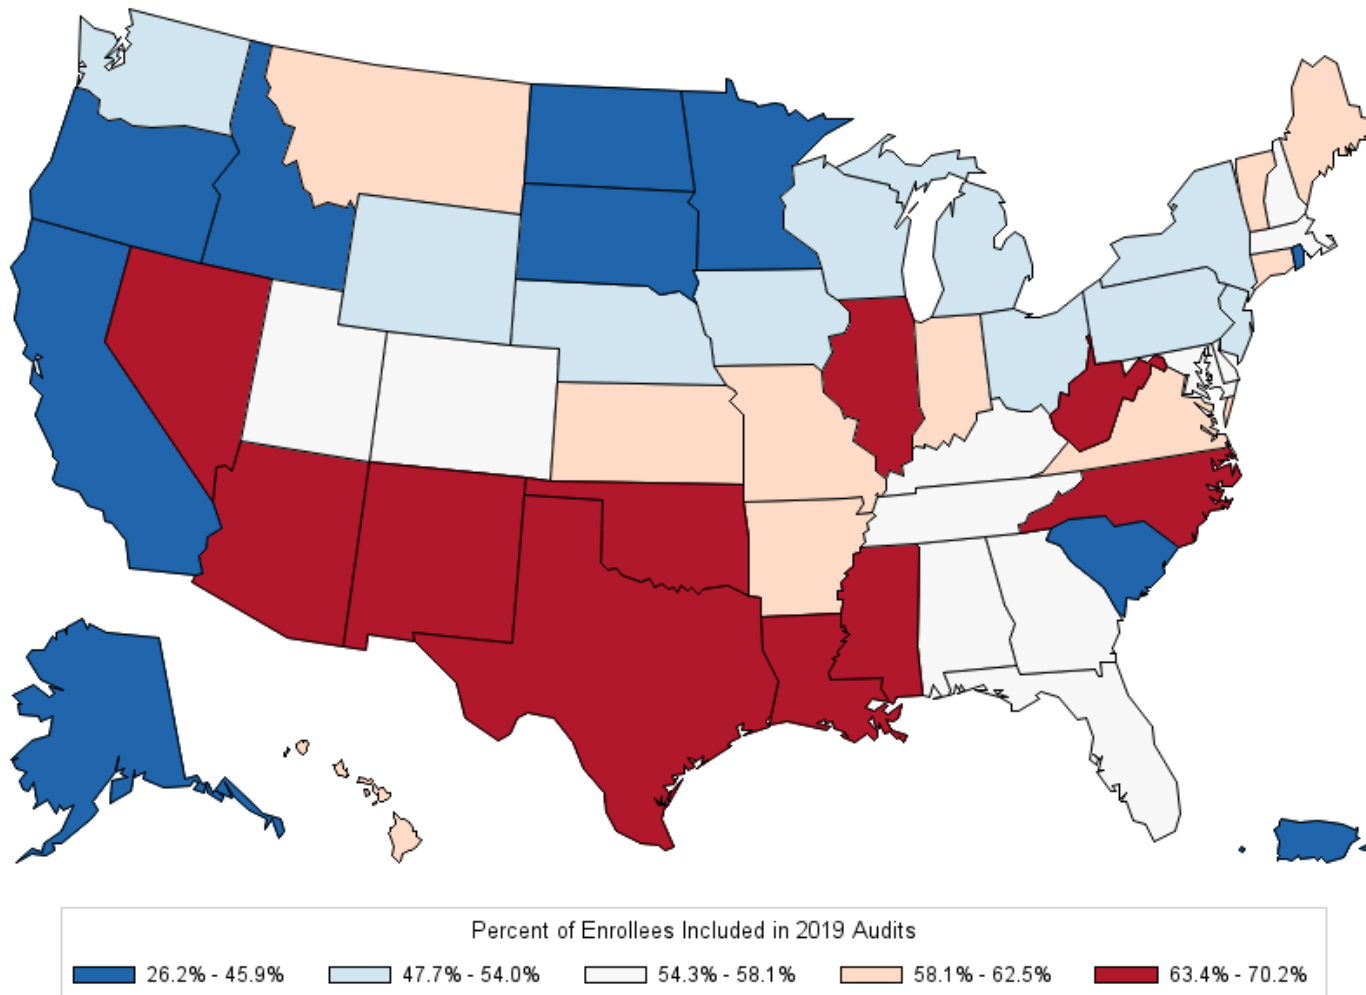 Percent of Enrollees Included in 2019 Audits
26.2% - 45.9% 47.7% - 54.0% 54.3% - 58.1% 58.1% - 62.5% 63.4% - 70.2%